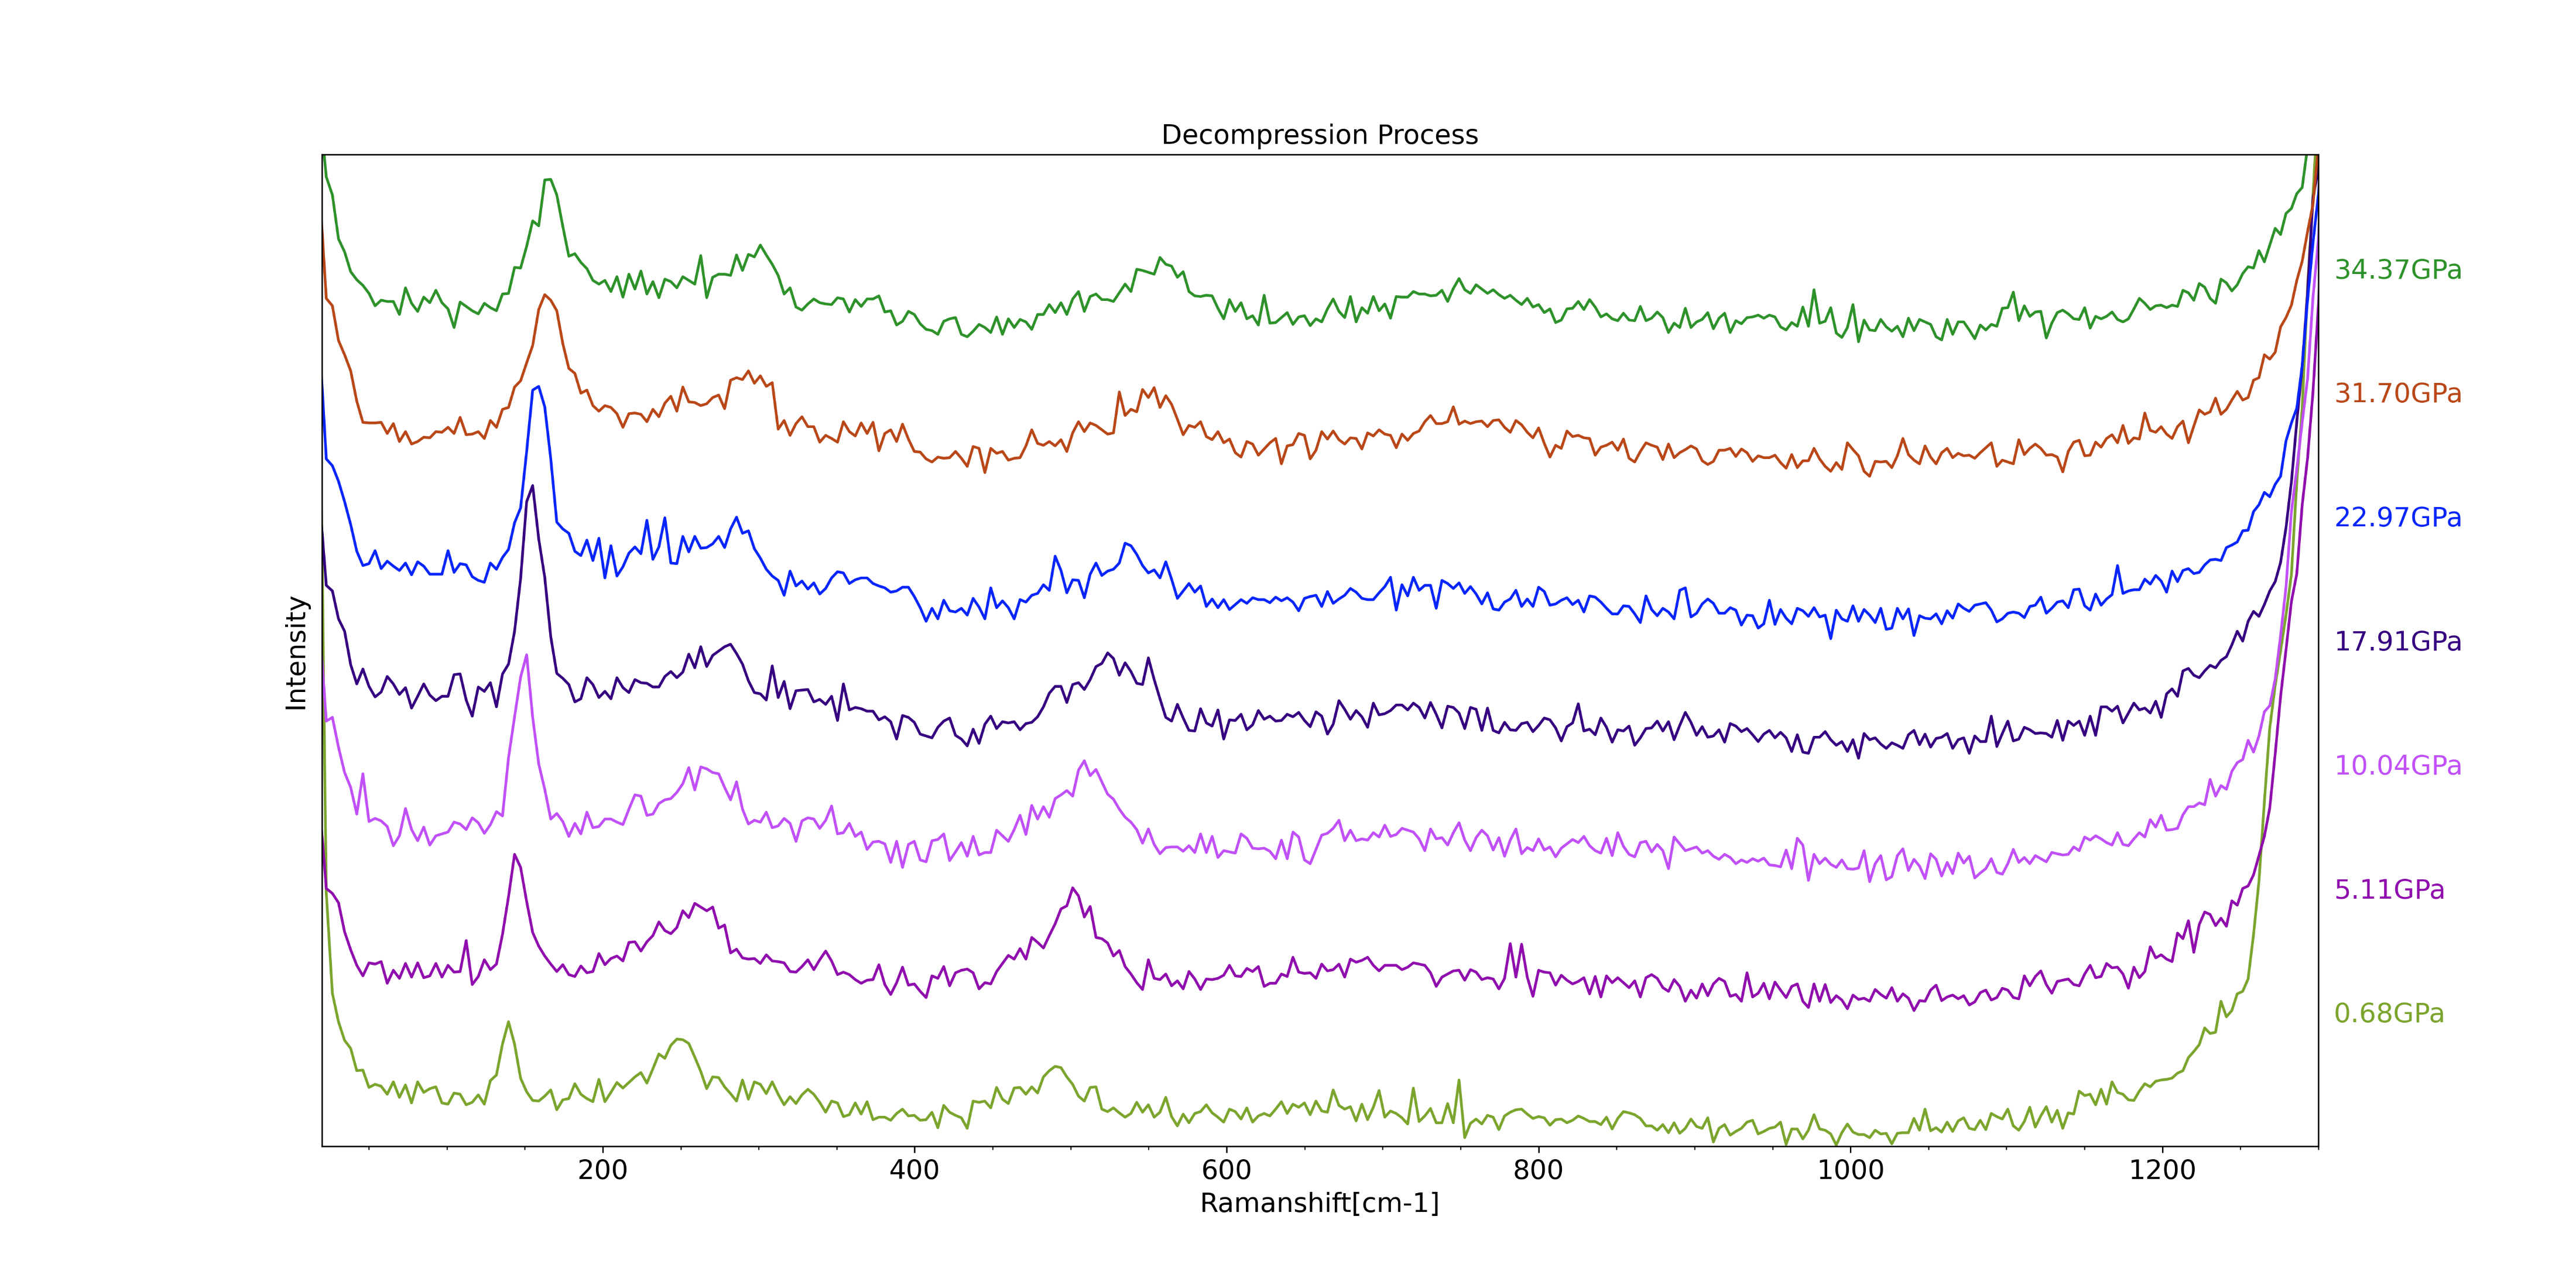 Decompression Process
Intensity
34.37GPa
31.70GPa
22.97GPa
17.91GPa
10.04GPa
5.11GPa
0.68GPa
200 400 600 800 1000 1200
Ramanshift[cm-1]